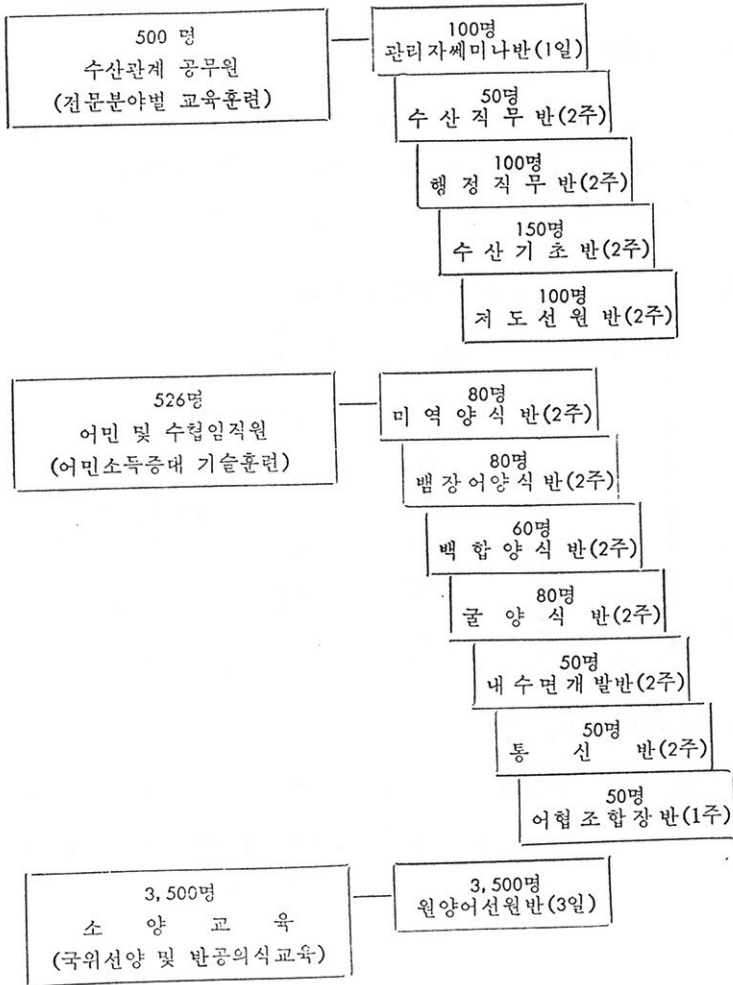 500 명
수산관계 공무원
(전문분야벌 교육훈련)
100명
관리자쎄미나반(1일)
50명
수 산 직 무 반(2주)
100명
행 정 직 무 반(2주)
150명
수 산 기 초 반(2주)
100명
저 도 선 원 반(2주)
526명
어민 및 수협임직원
(어민소득증대 기술훈련)
80명
미 역 양 식 반(2주)
80명
뱀 장 어 양 식 반(2주)
60명
백 합 양 식 반(2주)
80명
굴 양 식 반(2주)
50명
내 수 면 개 발반(2주)
50명
통 신 반(2주)
50명
어협 조합장 반(1주)
3,500명
소 양 교 육
(국위선양 및 반공의식교육)
3,500명
원양어선원반(3일)